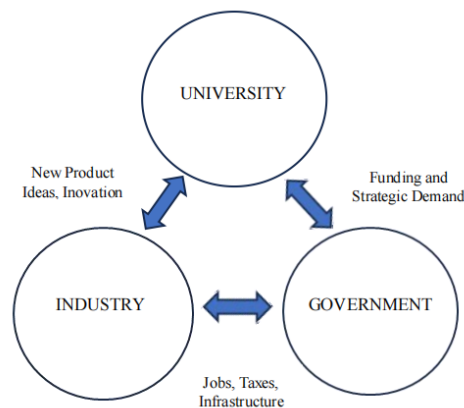 UNIVERSITY
New Product
Ideas, Inovation
Funding and
Strategic Demand
INDUSTRY
GOVERNMENT
Jobs, Taxes,
Infrastructure